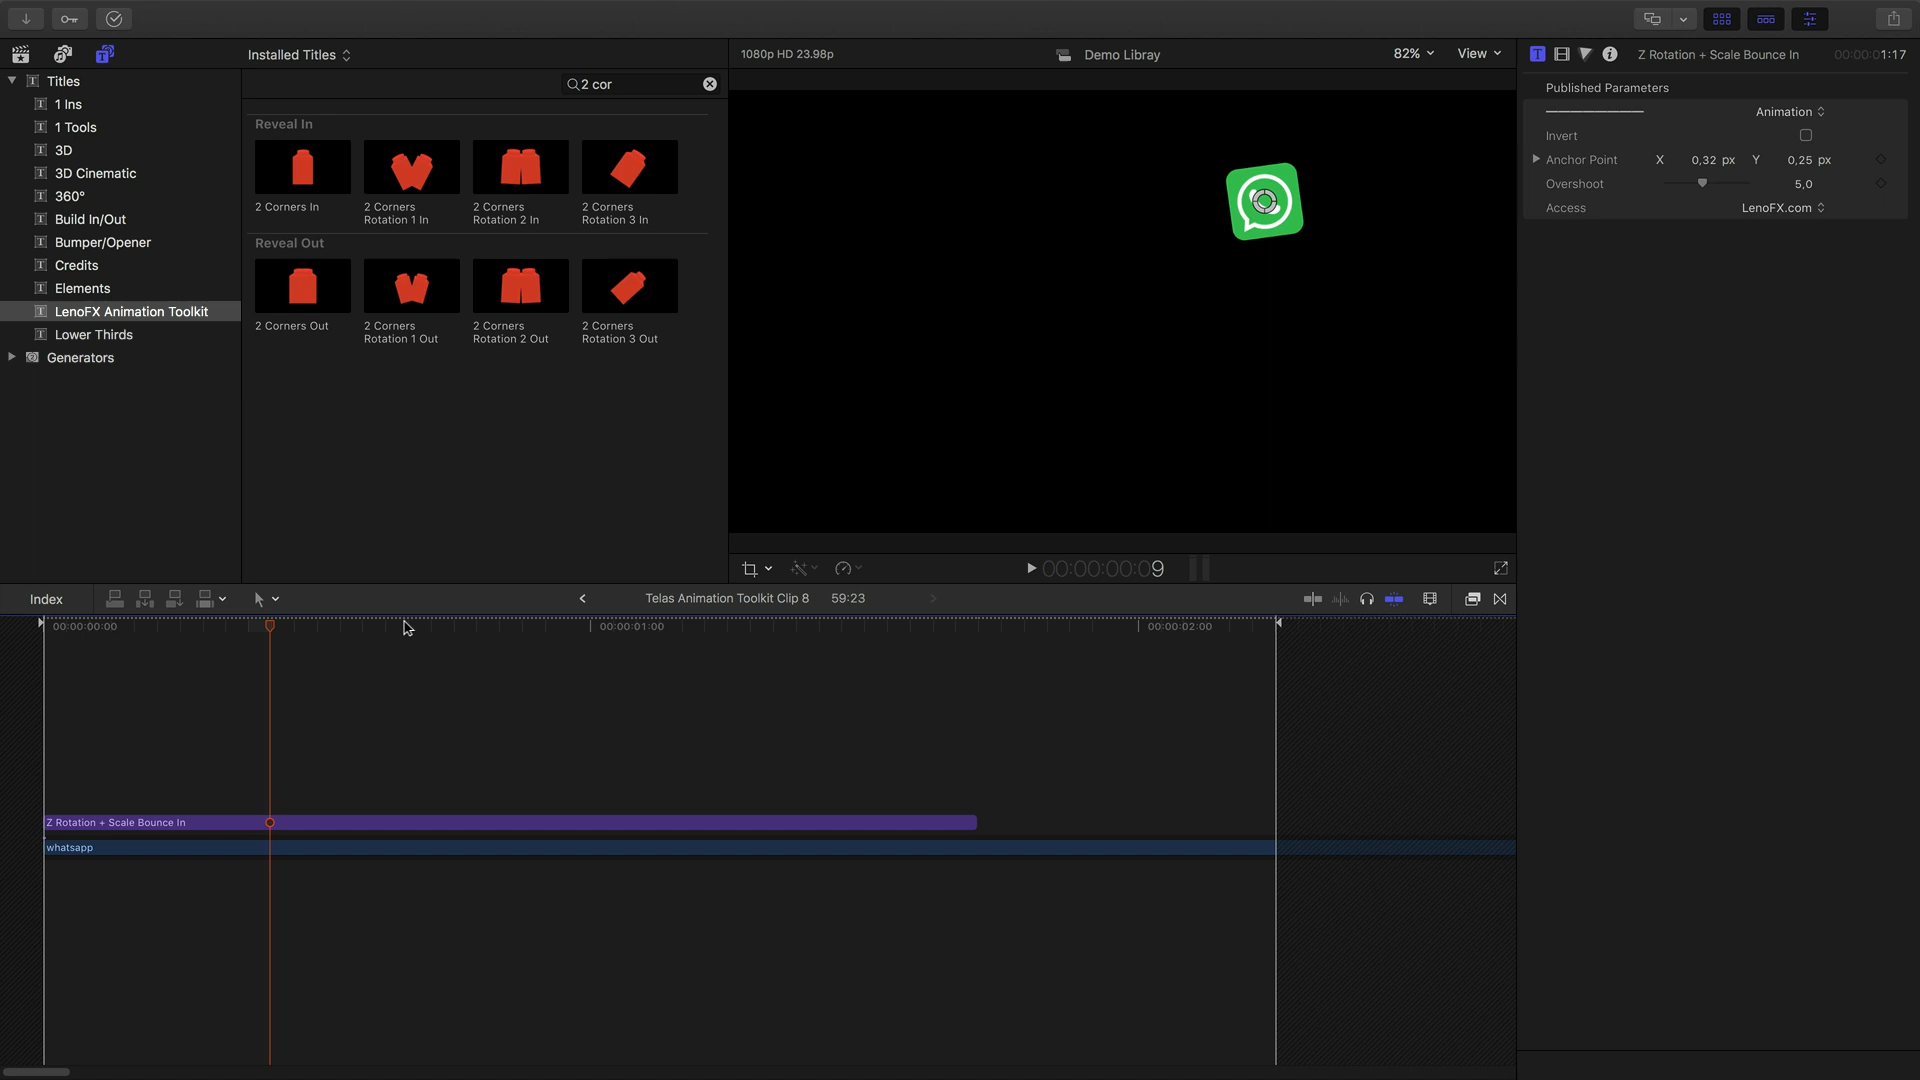 Installed Titles
1080p HD 23.98p
Demo Libray
82%
View
Z Rotation + Scale Bounce In
00:00:01:17
Titles
1 Ins
1 Tools
3D
3D Cinematic
360°
Build In/Out
Bumper/Opener
Credits
Elements
LenoFX Animation Toolkit
Lower Thirds
Generators
2 cor
Reveal In
2 Corners In
2 Corners
Rotation 1 In
2 Corners
Rotation 2 In
2 Corners
Rotation 3 In
Reveal Out
2 Corners Out
2 Corners
Rotation 1 Out
2 Corners
Rotation 2 Out
2 Corners
Rotation 3 Out
Published Parameters
Animation
Invert
Anchor Point X 0,32 px Y 0,25 px
Overshoot 5,0
Access LenoFX.com
00:00:00:09
Index
Telas Animation Toolkit Clip 8 59:23
00:00:00:00
00:00:01:00
00:00:02:00
Z Rotation + Scale Bounce In
whatsapp